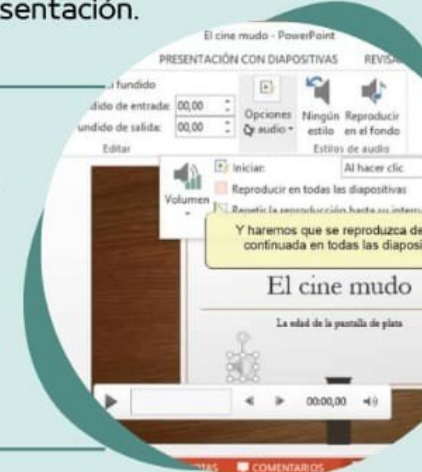 sentación.
El cine mudo - PowerPoint
PRESENTACIÓN CON DIAPOSITIVAS
fundido
de entrada: 00,00
de salida: 00,00
Editar
Opciones de audio
Ningún estilo
Reproducir en el fondo
Estilos de audio
Volumen
Iniciar: Al hacer clic
Reproducir en todas las diapositivas
Y haremos que se reproduzca de
continuada en todas las
El cine mudo
La edad de la pantalla de plata
00:00,00
COMENTARIOS